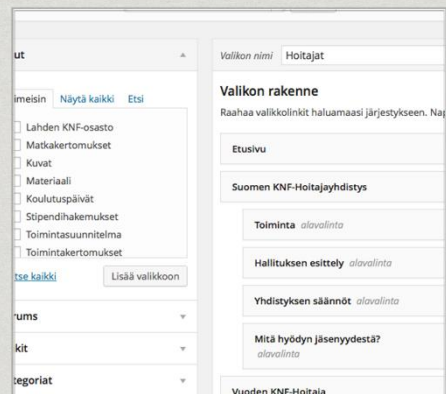 ut
Valikon nimi Hoitajat
imeisin Näytä kaikki Etsi
Valikon rakenne
Raahaa valikkolinkit haluamaasi järjestykseen. Nap
Lahden KNF-osasto
Matkakertomukset
Kuvat
Materiaali
Koulutuspäivät
Stipendihakemukset
Toimintasuunnitelma
Toimintakertomukset
tse kaikki
Lisää valikkoon
rums
kit
tegoriat
Etusivu
Suomen KNF-Hoitajayhdistys
Toiminta alavalinta
Hallituksen esittely alavalinta
Yhdistyksen säännöt alavalinta
Mitä hyödyn jäsenyydestä?
alavalinta
Vuoden KNF-Hoitaja